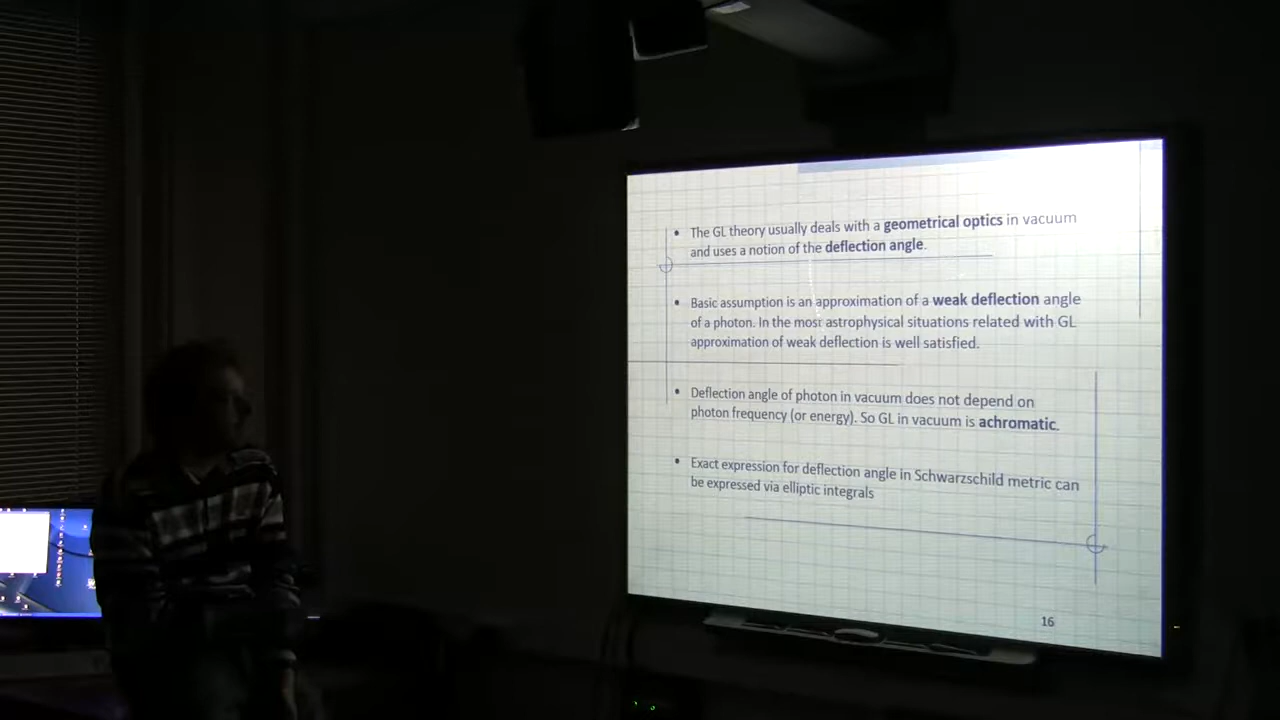 • The GL theory usually deals with a geometrical optics in vacuum
and uses a notion of the deflection angle.
• Basic assumption is an approximation of a weak deflection angle
of a photon. In the most astrophysical situations related with GL
approximation of weak deflection is well satisfied.
• Deflection angle of photon in vacuum does not depend on
photon frequency (or energy). So GL in vacuum is achromatic.
• Exact expression for deflection angle in Schwarzschild metric can
be expressed via elliptic integrals
16